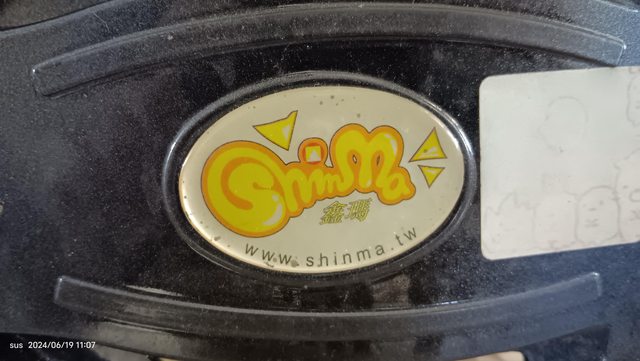 ShinMa
鑫瑪
www.shinma.tw
sus 2024/06/19 11:07